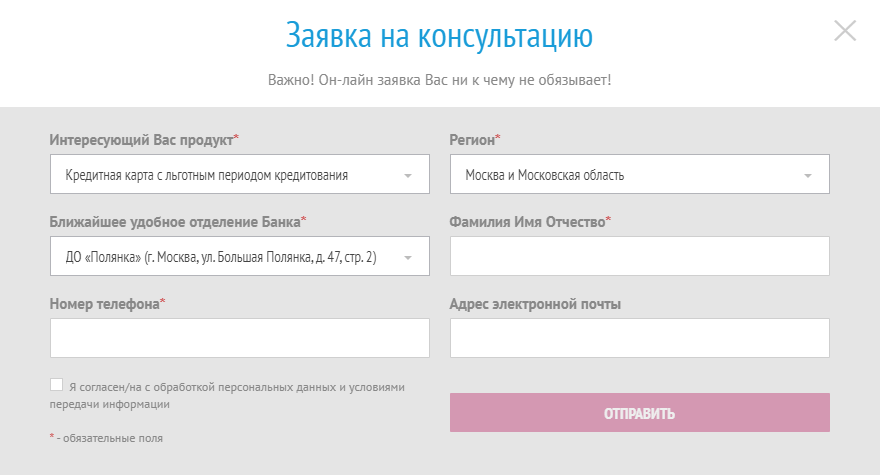 Заявка на консультацию
Важно! Он-лайн заявка Вас ни к чему не обязывает!
Интересующий Вас продукт*
Регион*
Кредитная карта с льготным периодом кредитования
Москва и Московская область
Ближайшее удобное отделение Банка*
Фамилия Имя Отчество*
ДО «Полянка» (г. Москва, ул. Большая Полянка, д. 47, стр. 2)
Номер телефона*
Адрес электронной почты
Я согласен/на с обработкой персональных данных и условиями
передачи информации
ОТПРАВИТЬ
* - обязательные поля